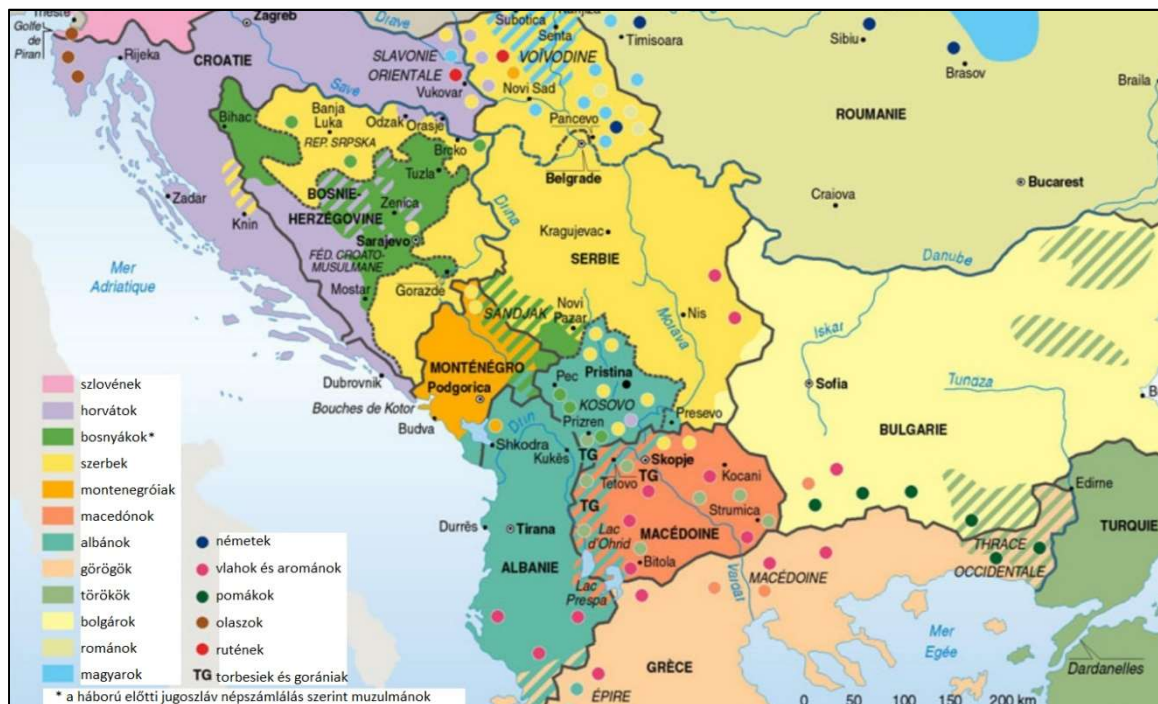 Trieste
Zagreb
Drave
Subotica
Senta
Timisoara
Sibiu
Brasov
Braila
Golfe
de
Piran
Rijeka
CROATIE
SLAVONIE
ORIENTALE
Vukovar
VOÏVODINE
Novi Sad
ROUMANIE
Save
Bihac
Banja
Luka
REP. SRPSKA
Odzak
Orasje
Brcko
Pancevo
Tuzla
Belgrade
Craiova
Bucarest
Zadar
Knin
BOSNIE-
HERZÉGOVINE
Zenica
Sarajevo
FÉD. CROATO-
MUSULMANE
Drina
Kragujevac
SERBIE
Danube
Mer
Adriatique
Mostar
Gorazde
SANDJAK
Novi
Pazar
Nis
Morava
Iskar
MONTÉNÉGRO
Podgorica
Pec
Pristina
KOSOVO
Prizren
Presevo
Sofia
Tundza
BULGARIE
Dubrovnik
Bouches de Kotor
Budva
Shkodra
Drin
Kukës
TG
Tetovo
Skopje
TG
Kocani
Edirne
TURQUIE
Durrës
Tirana
TG
Lac
d'Ohrid
MACÉDOINE
Strumica
Bitola
THRACE
OCCIDENTALE
ALBANIE
Lac
Prespa
Vardar
MACÉDOINE
GRÈCE
ÉPIRE
Mer
Egée
Dardanelles
szlovének
horvátok
bosnyákok*
szerbek
montenegróiak
macedónok
albánok
görögök
törökök
bolgárok
románok
magyarok
németek
vlahok és arománok
pomákok
olaszok
rutének
TG torbesiek és gorániak
* a háború előtti jugoszláv népszámlálás szerint muzulmánok
0 50 100 150 200 km